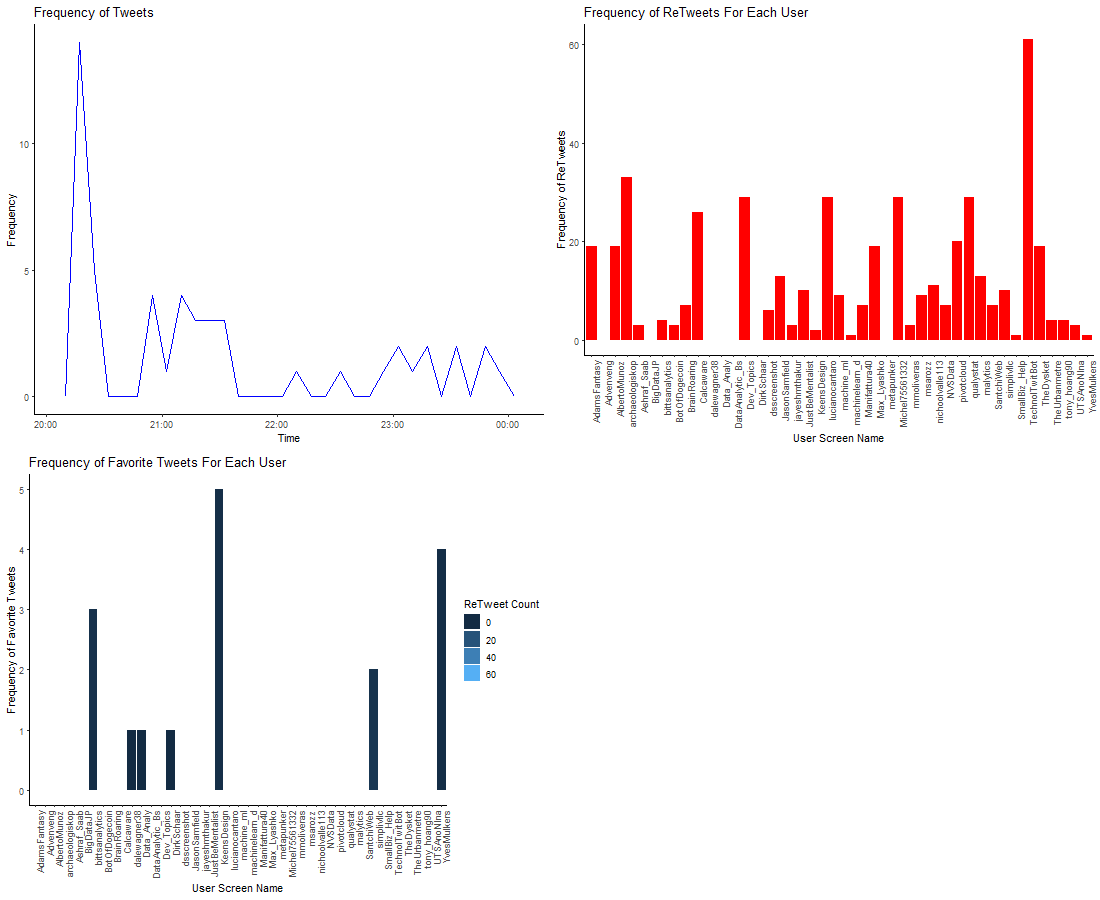 Frequency of Tweets
Frequency
10
5
0
20:00 21:00 22:00 23:00 00:00
Time
Frequency of ReTweets For Each User
Frequency of ReTweets
60
40
20
0
AdamsFantasy
Advenveng
AlbertoMunoz
archaeologiskop
Ashraf_Saab
BigDataJP
bittsanalytics
BotOfDogecoin
BrainRoaring
Calcaware
dalewagner38
Data_Analy
DataAnalytic_Bs
Dev_Topics
DirkSchaar
dsscreenshot
JasonSamfield
jayeshmthakur
JustBeMentalist
KeensDesign
lucianocantaro
machine_ml
machinelearn_d
Manifattura40
Max_Lyashko
metapunker
Michel75561332
mmoliveras
msarozz
nichoolvalle113
NVSData
pivotcloud
qualystat
rnalytics
SantchiWeb
simplivllc
SmallBiz_Help
TechnolTwitBot
TheDysket
TheUrbanmetre
tony_hoang90
UTSAnoNIna
YvesMulkers
User Screen Name
Frequency of Favorite Tweets For Each User
Frequency of Favorite Tweets
5
4
3
2
1
0
AdamsFantasy
Advenveng
AlbertoMunoz
archaeologiskop
Ashraf_Saab
BigDataJP
bittsanalytics
BotOfDogecoin
BrainRoaring
Calcaware
dalewagner38
Data_Analy
DataAnalytic_Bs
Dev_Topics
DirkSchaar
dsscreenshot
JasonSamfield
jayeshmthakur
JustBeMentalist
KeensDesign
lucianocantaro
machine_ml
machinelearn_d
Manifattura40
Max_Lyashko
metapunker
Michel75561332
mmoliveras
msarozz
nichoolvalle113
NVSData
pivotcloud
qualystat
rnalytics
SantchiWeb
simplivllc
SmallBiz_Help
TechnolTwitBot
TheDysket
TheUrbanmetre
tony_hoang90
UTSAnoNIna
YvesMulkers
User Screen Name
ReTweet Count
0
20
40
60